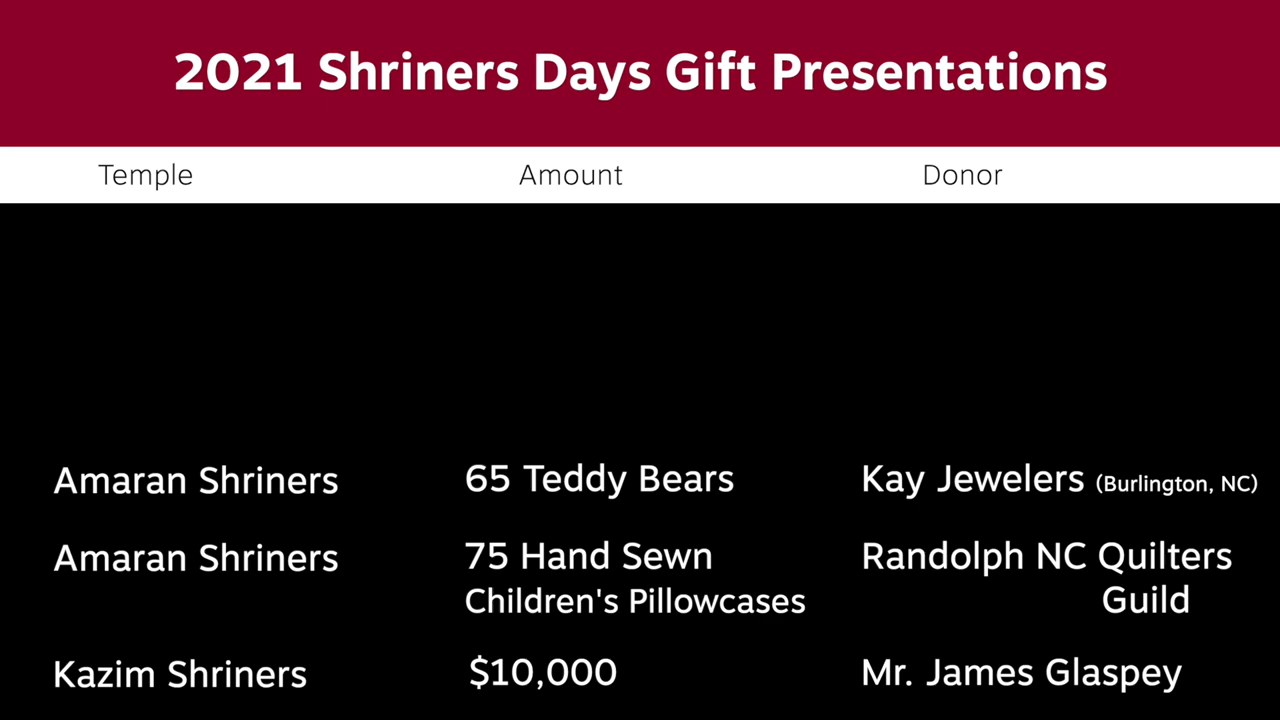 2021 Shriners Days Gift Presentations
Temple Amount Donor
Amaran Shriners 65 Teddy Bears Kay Jewelers (Burlington, NC)
Amaran Shriners 75 Hand Sewn Randolph NC Quilters
Children's Pillowcases Guild
Kazim Shriners $10,000 Mr. James Glaspey